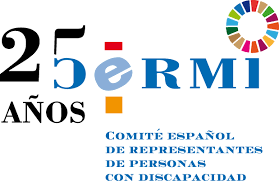 25 cermi
AÑOS
COMITÉ ESPAÑOL
DE REPRESENTANTES
DE PERSONAS
CON DISCAPACIDAD